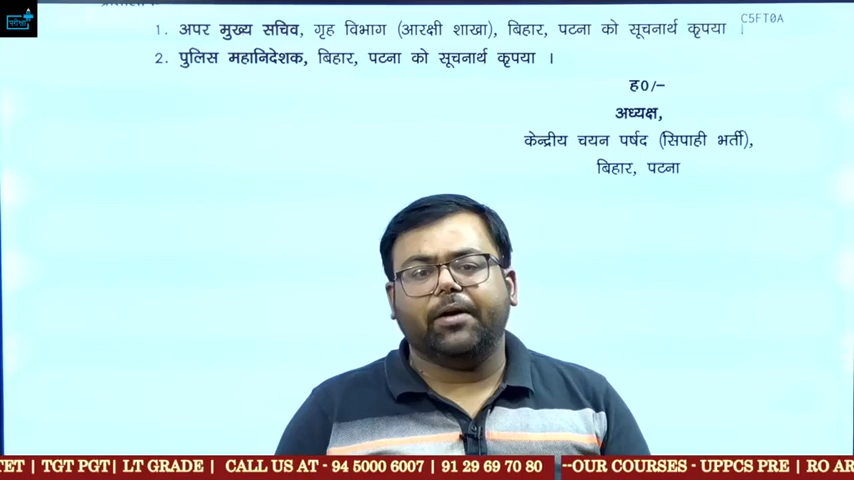 परीक्षा
1. अपर मुख्य सचिव, गृह विभाग (आरक्षी शाखा), बिहार, पटना को सूचनार्थ कृपया
C5FT0A
2. पुलिस महानिदेशक, बिहार, पटना को सूचनार्थ कृपया ।
ह0/-
अध्यक्ष,
केन्द्रीय चयन पर्षद (सिपाही भर्ती),
बिहार, पटना
TET | TGT PGT| LT GRADE | CALL US AT - 94 5000 6007 | 91 29 69 70 80 --OUR COURSES - UPPCS PRE | RO AR